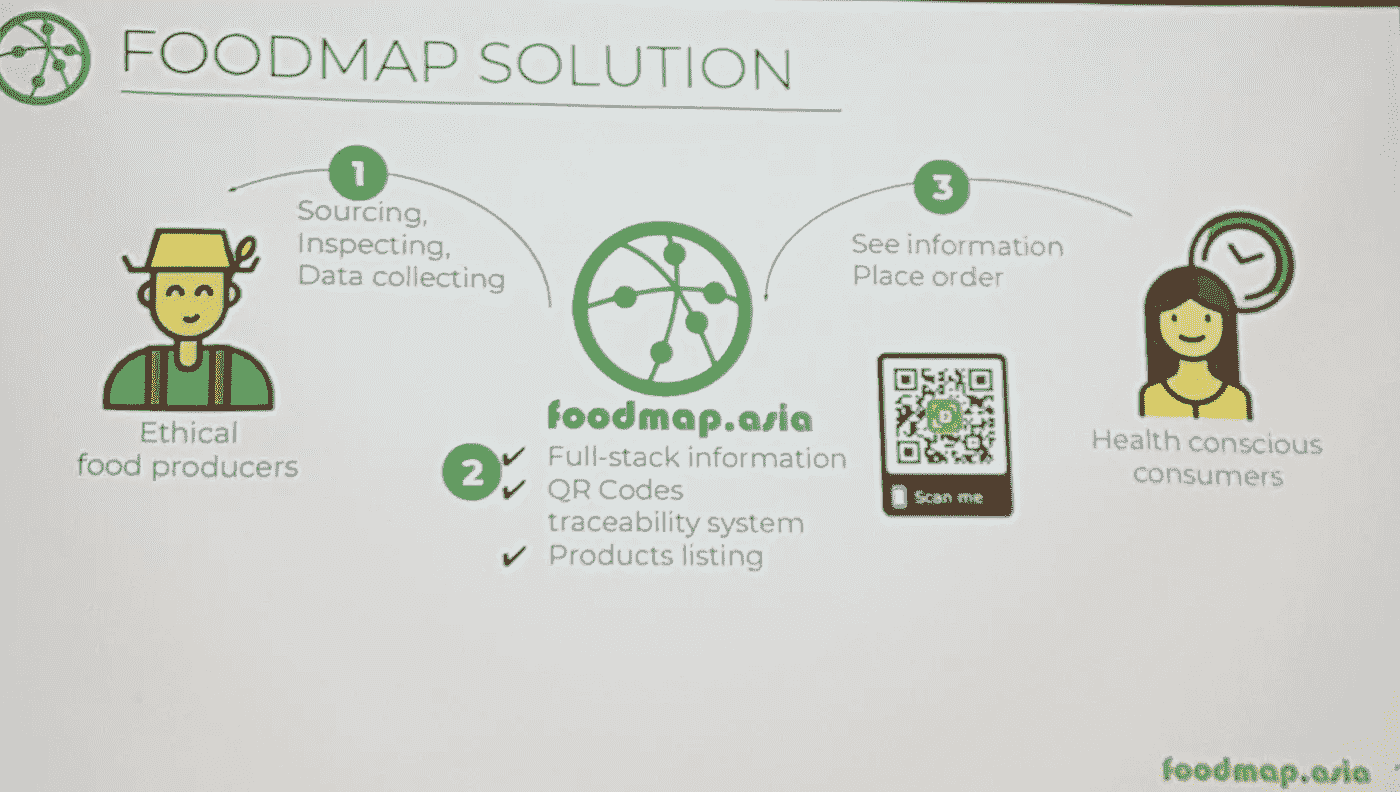 FOODMAP SOLUTION
1
Sourcing,
Inspecting,
Data collecting
3
See information
Place order
Ethical
food producers
foodmap.asia
2
✔ Full-stack information
✔ QR Codes
traceability system
✔ Products listing
Scan me
Health conscious
consumers
foodmap.asia